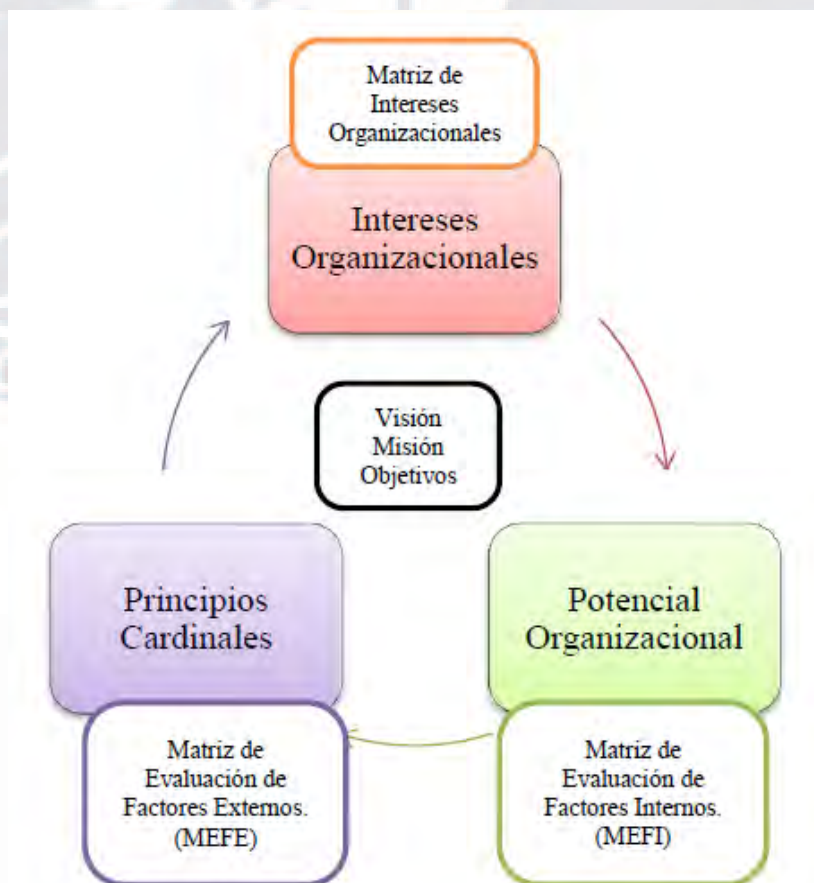 Matriz de
Intereses
Organizacionales
Intereses
Organizacionales
Visión
Misión
Objetivos
Principios
Cardinales
Matriz de
Evaluación de
Factores Externos.
(MEFE)
Potencial
Organizacional
Matriz de
Evaluación de
Factores Internos.
(MEFI)